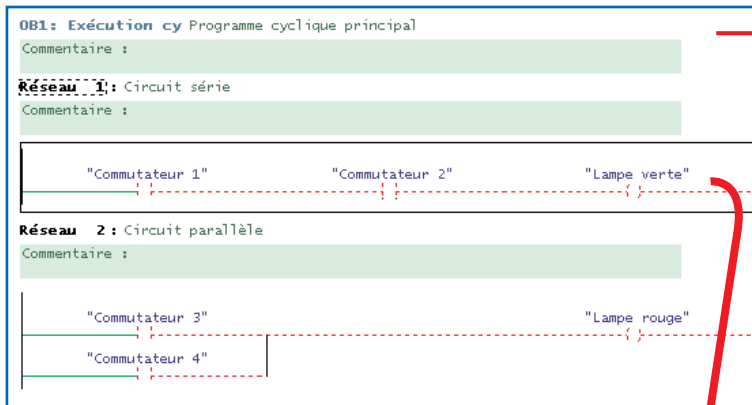 OB1: Exécution cy Programme cyclique principal
Commentaire :
Réseau 1 : Circuit série
Commentaire :
"Commutateur 1" "Commutateur 2" "Lampe verte"
Réseau 2 : Circuit parallèle
Commentaire :
"Commutateur 3" "Lampe rouge"
"Commutateur 4"